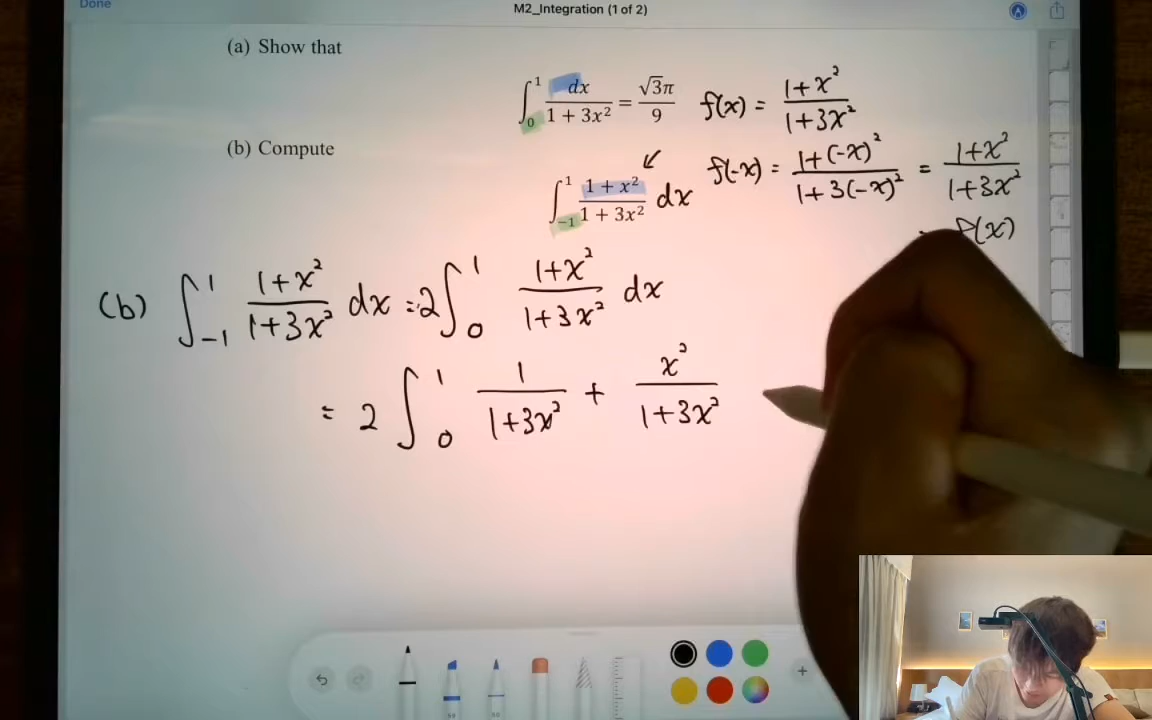 Done
M2_Integration (1 of 2)
(a) Show that
∫₀¹ dx/(1 + 3x²) = √3π/9
f(x) = (1+x²)/(1+3x²)
(b) Compute
∫₋₁¹ (1 + x²)/(1 + 3x²) dx
f(-x) = (1+(-x)²)/(1+3(-x)²) = (1+x²)/(1+3x²)
f(x)
(b) ∫₋₁¹ (1+x²)/(1+3x²) dx = 2∫₀¹ (1+x²)/(1+3x²) dx
= 2 ∫₀¹ 1/(1+3x²) + x²/(1+3x²)